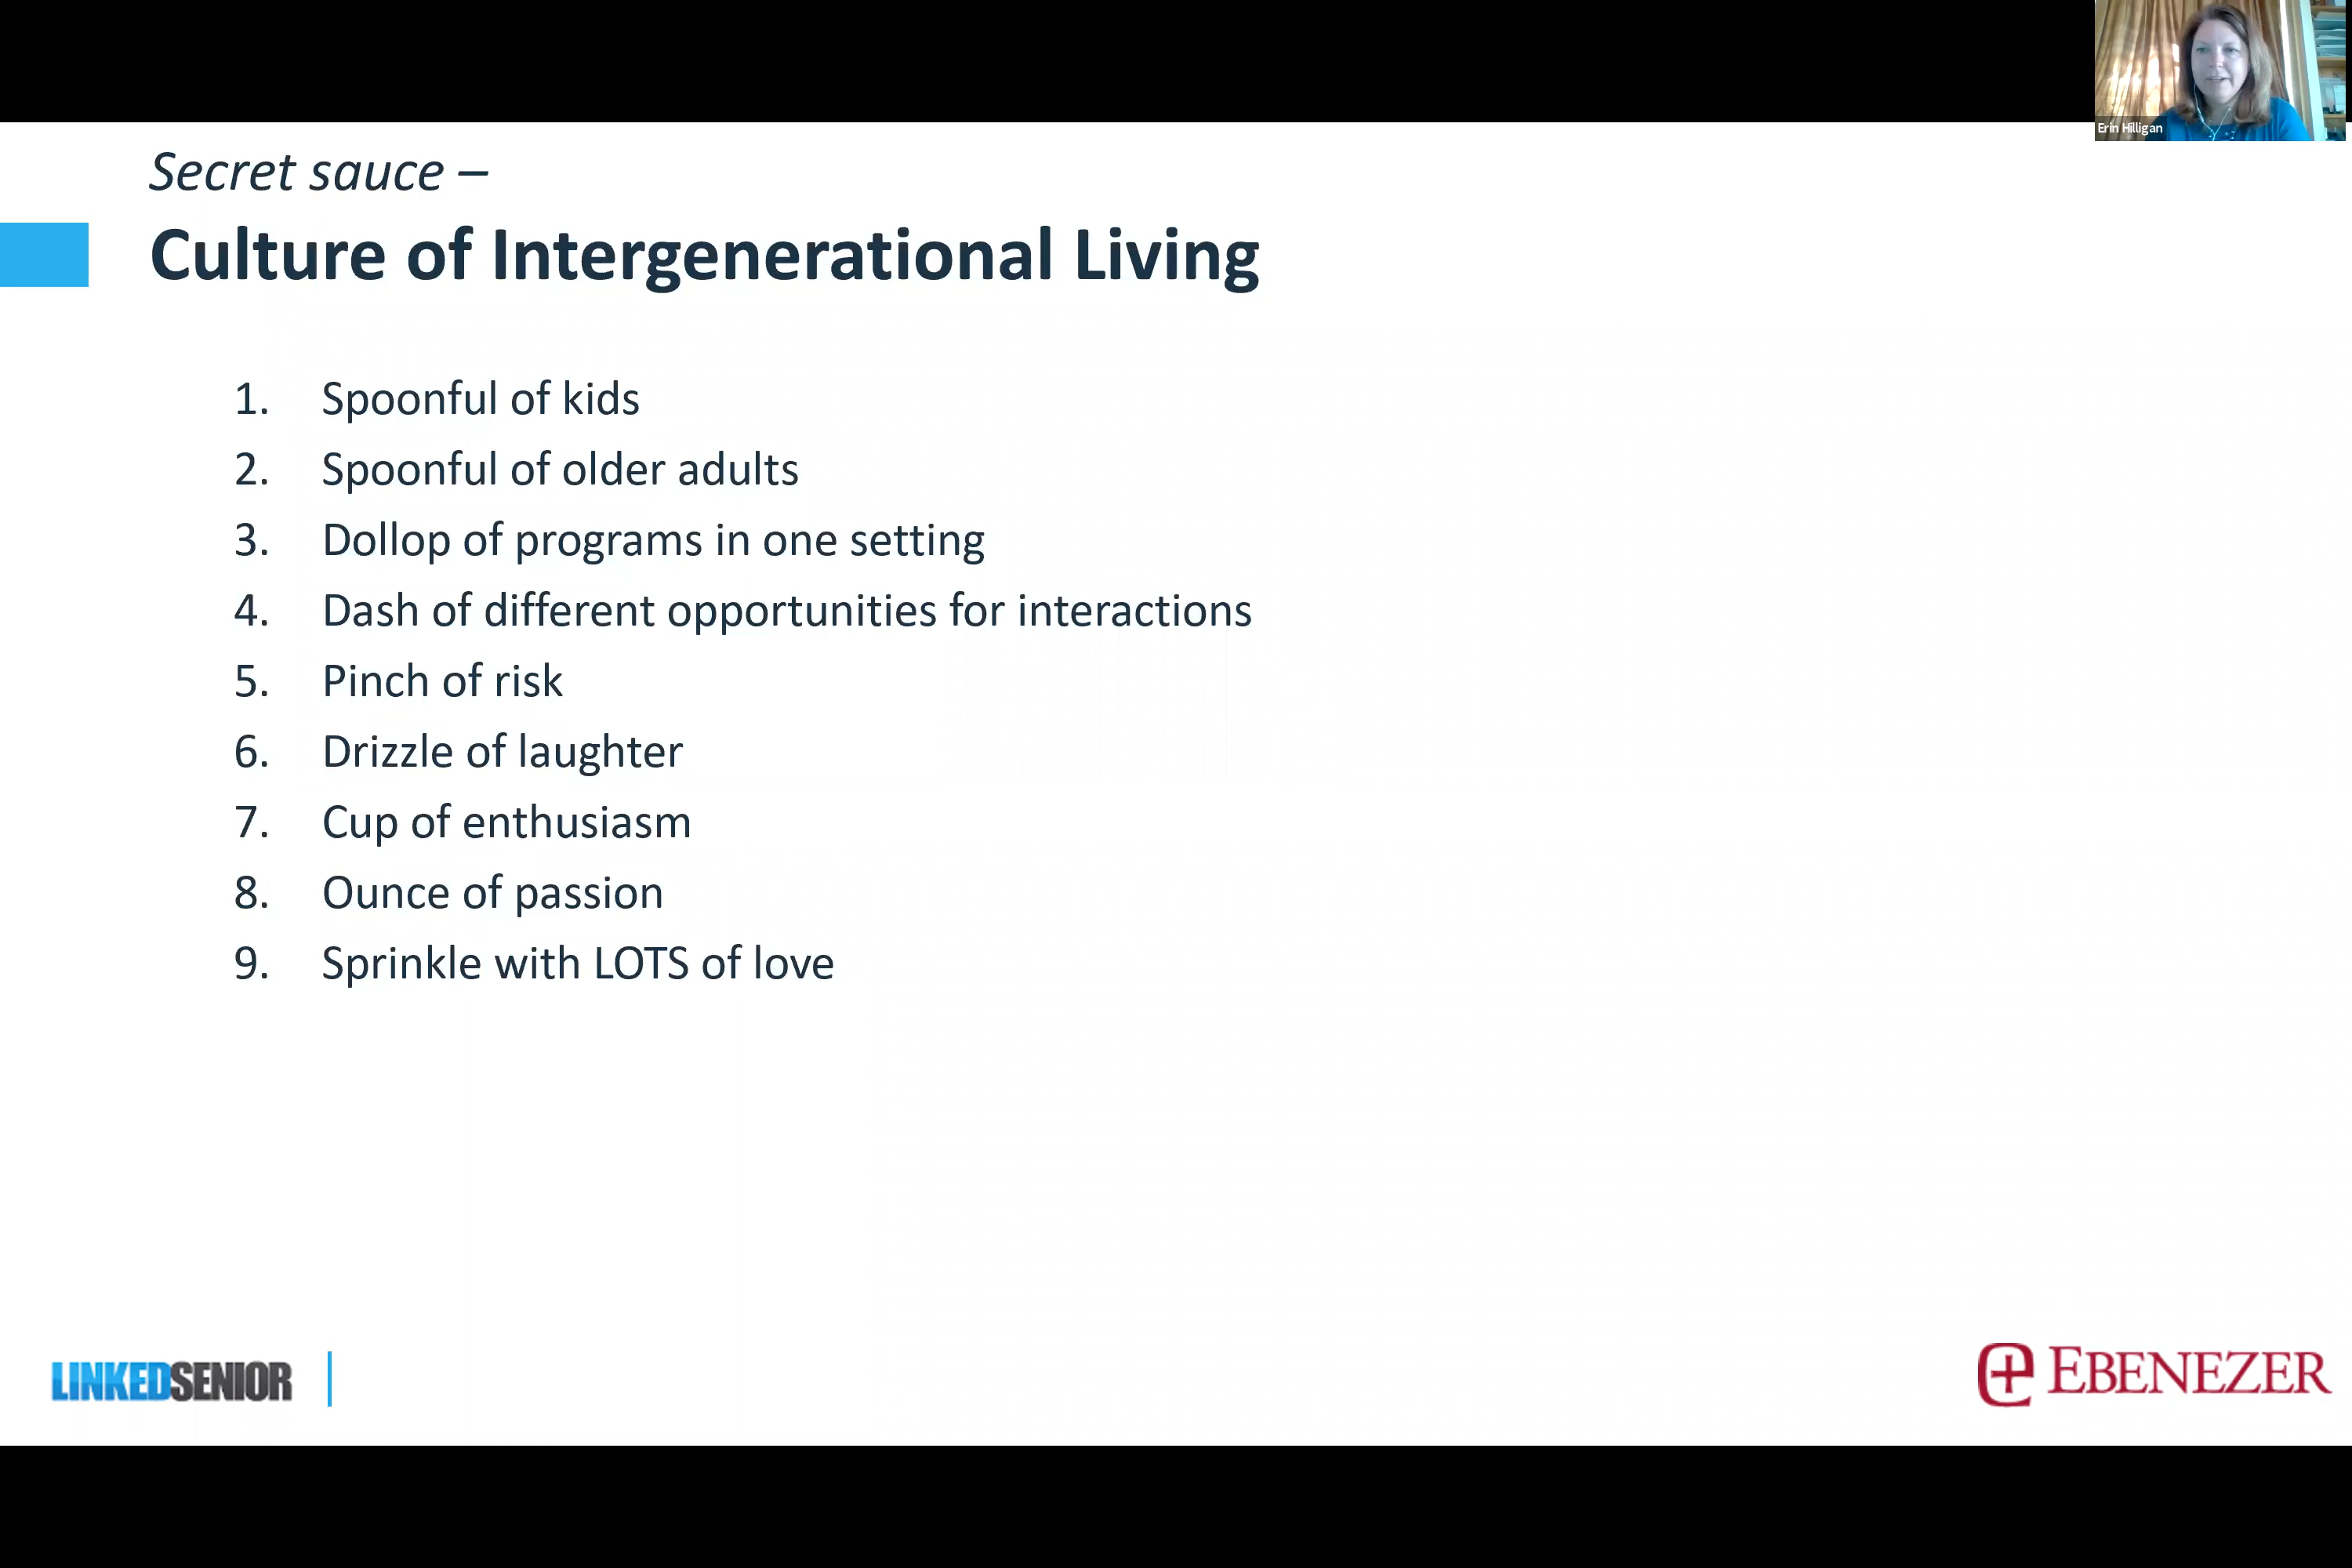 Erin Hilligan
Secret sauce –
Culture of Intergenerational Living
1. Spoonful of kids
2. Spoonful of older adults
3. Dollop of programs in one setting
4. Dash of different opportunities for interactions
5. Pinch of risk
6. Drizzle of laughter
7. Cup of enthusiasm
8. Ounce of passion
9. Sprinkle with LOTS of love
LINKEDSENIOR
EBENEZER